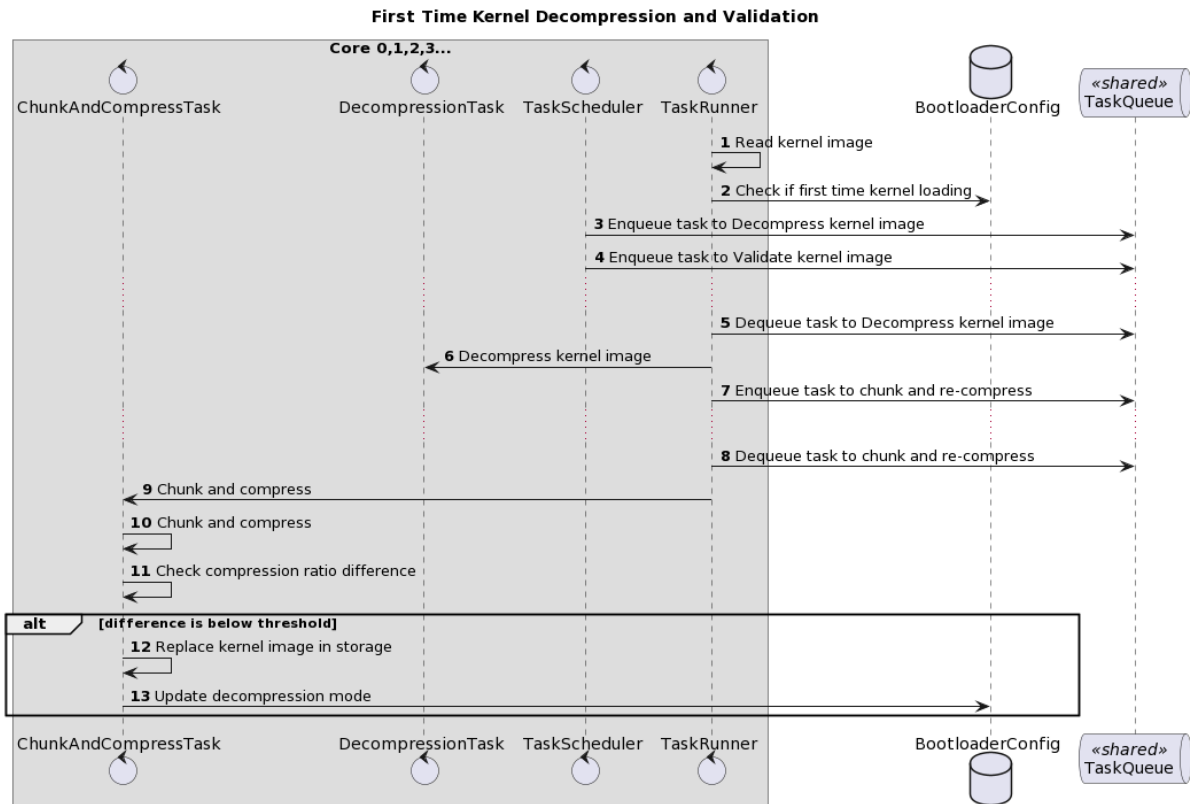 First Time Kernel Decompression and Validation
Core 0,1,2,3...
ChunkAndCompressTask
DecompressionTask
TaskScheduler
TaskRunner
BootloaderConfig
«shared»
TaskQueue
1 Read kernel image
2 Check if first time kernel loading
3 Enqueue task to Decompress kernel image
4 Enqueue task to Validate kernel image
5 Dequeue task to Decompress kernel image
6 Decompress kernel image
7 Enqueue task to chunk and re-compress
8 Dequeue task to chunk and re-compress
9 Chunk and compress
10 Chunk and compress
11 Check compression ratio difference
alt [difference is below threshold]
12 Replace kernel image in storage
13 Update decompression mode
ChunkAndCompressTask
DecompressionTask
TaskScheduler
TaskRunner
BootloaderConfig
«shared»
TaskQueue